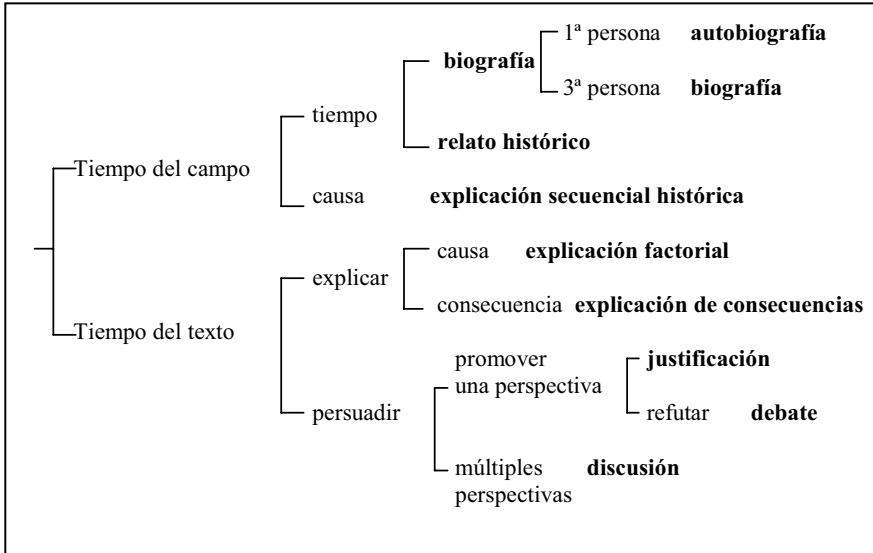 1ª persona autobiografía
biografía
3ª persona biografía
tiempo
relato histórico
Tiempo del campo
causa explicación secuencial histórica
causa explicación factorial
explicar
consecuencia explicación de consecuencias
Tiempo del texto
promover justificación
una perspectiva
persuadir refutar debate
múltiples discusión
perspectivas